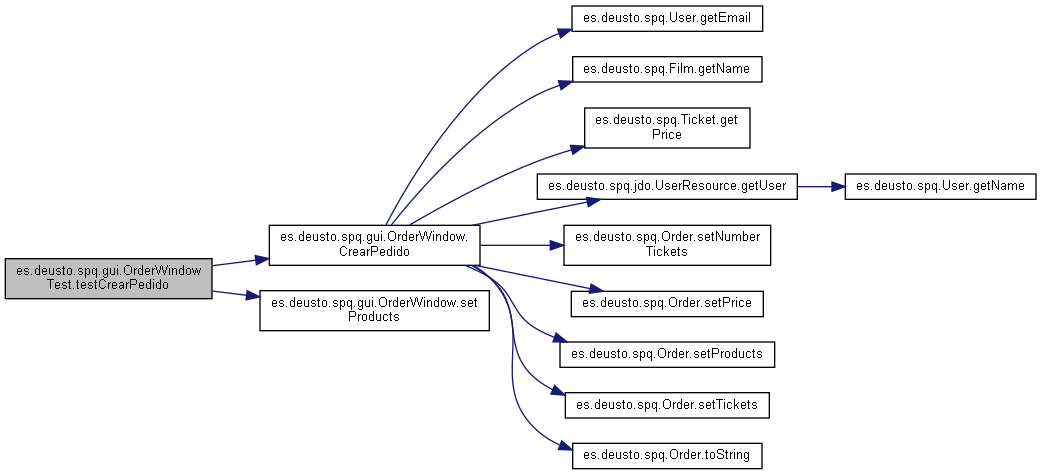 es.deusto.spq.User.getEmail
es.deusto.spq.Film.getName
es.deusto.spq.Ticket.get
Price
es.deusto.spq.jdo.UserResource.getUser
es.deusto.spq.User.getName
es.deusto.spq.gui.OrderWindow.
CrearPedido
es.deusto.spq.Order.setNumber
Tickets
es.deusto.spq.gui.OrderWindow
Test.testCrearPedido
es.deusto.spq.gui.OrderWindow.set
Products
es.deusto.spq.Order.setPrice
es.deusto.spq.Order.setProducts
es.deusto.spq.Order.setTickets
es.deusto.spq.Order.toString